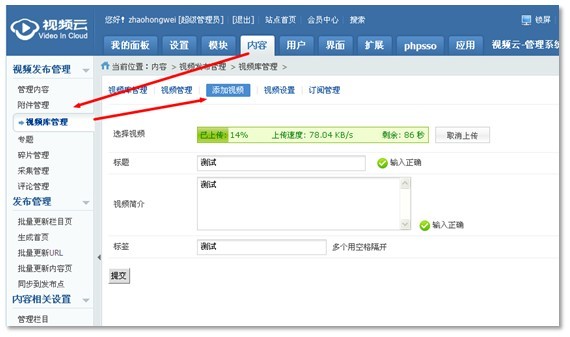 视频云
Video In Cloud
您好! zhaohongwei [超级管理员] | [退出] | 站点首页 | 会员中心 | 搜索
锁屏
我的面板 设置 模块 内容 用户 界面 扩展 phpsso 应用 视频云-管理系统
视频发布管理
管理内容
附件管理
视频库管理
专题
碎片管理
采集管理
评论管理
发布管理
批量更新栏目页
生成首页
批量更新URL
批量更新内容页
同步到发布点
内容相关设置
管理栏目
当前位置: 内容 > 视频发布管理 > 视频库管理 >
视频库管理 | 视频管理 | 添加视频 | 视频设置 | 订阅管理
选择视频 已上传: 14% 上传速度: 78.04 KB/s 剩余: 86 秒 取消上传
标题 测试 输入正确
视频简介 测试 输入正确
标签 测试 多个用空格隔开
提交